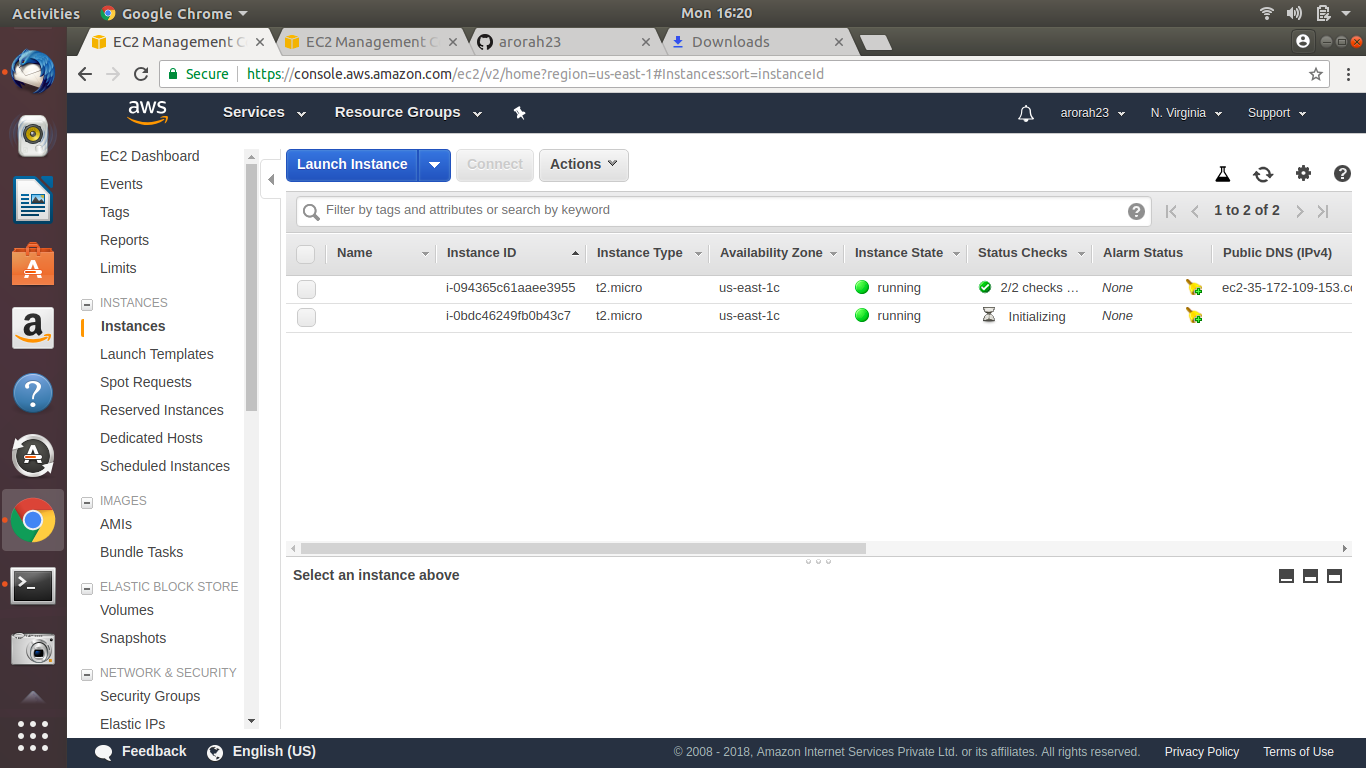 Activities Google Chrome Mon 16:20
EC2 Management C EC2 Management C arorah23 Downloads
Secure https://console.aws.amazon.com/ec2/v2/home?region=us-east-1#Instances:sort=instanceId
aws Services Resource Groups arorah23 N. Virginia Support
EC2 Dashboard
Events
Tags
Reports
Limits
INSTANCES
Instances
Launch Templates
Spot Requests
Reserved Instances
Dedicated Hosts
Scheduled Instances
IMAGES
AMIs
Bundle Tasks
ELASTIC BLOCK STORE
Volumes
Snapshots
NETWORK & SECURITY
Security Groups
Elastic IPs
Launch Instance Connect Actions
Filter by tags and attributes or search by keyword 1 to 2 of 2
Name Instance ID Instance Type Availability Zone Instance State Status Checks Alarm Status Public DNS (IPv4)
i-094365c61aaee3955 t2.micro us-east-1c running 2/2 checks … None ec2-35-172-109-153.co
i-0bdc46249fb0b43c7 t2.micro us-east-1c running Initializing None
Select an instance above
Feedback English (US) © 2008 - 2018, Amazon Internet Services Private Ltd. or its affiliates. All rights reserved. Privacy Policy Terms of Use